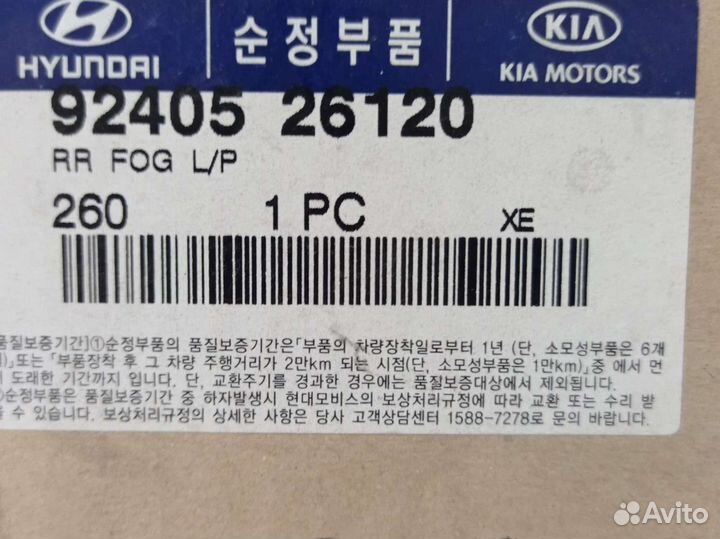 HYUNDAI
순정부품
KIA
KIA MOTORS
92405 26120
RR FOG L/P
260 1 PC XE
품질보증기간]①순정부품의 품질보증기간은「부품의 차량장착일로부터 1년 (단, 소모성부품은 6개
」또는「부품장착 후 그 차량 주행거리가 2만km 되는 시점(단, 소모성부품은 1만km)」중 에서 먼
도래한 기간까지 입니다. 단, 교환주기를 경과한 경우에는 품질보증대상에서 제외됩니다.
순정부품은 품질보증기간 중 하자발생시 현대모비스의 보상처리규정에 따라 교환 또는 수리 받
을 수 있습니다. 보상처리규정의 상세한 사항은 당사 고객상담센터 1588-7278로 문의 바랍니다.
Avito